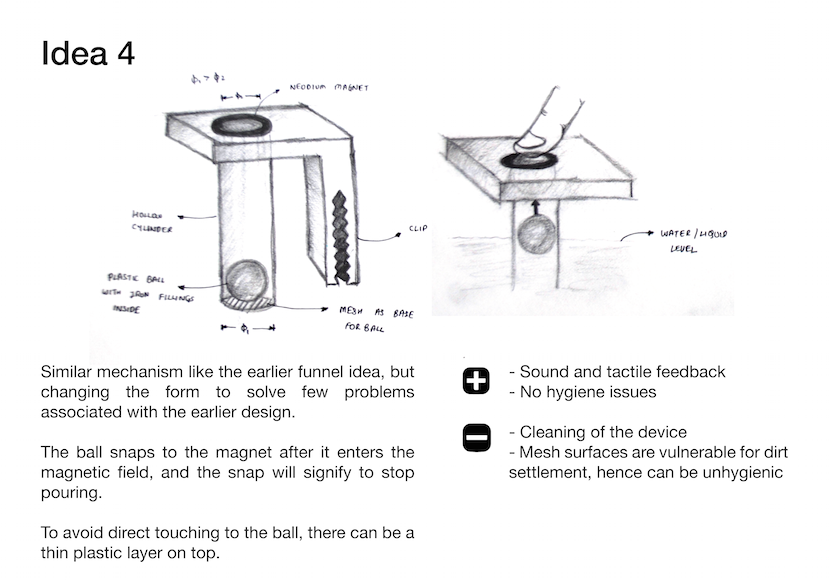 Idea 4
ϕ₁ > ϕ₂
NEODIUM MAGNET
HOLLOW
CYLINDER
CLIP
PLASTIC BALL
WITH IRON FILLINGS
INSIDE
MESH AS BASE
FOR BALL
ϕ₁
WATER/LIQUID
LEVEL
Similar mechanism like the earlier funnel idea, but
changing the form to solve few problems
associated with the earlier design.
The ball snaps to the magnet after it enters the
magnetic field, and the snap will signify to stop
pouring.
To avoid direct touching to the ball, there can be a
thin plastic layer on top.
- Sound and tactile feedback
- No hygiene issues
- Cleaning of the device
- Mesh surfaces are vulnerable for dirt
settlement, hence can be unhygienic